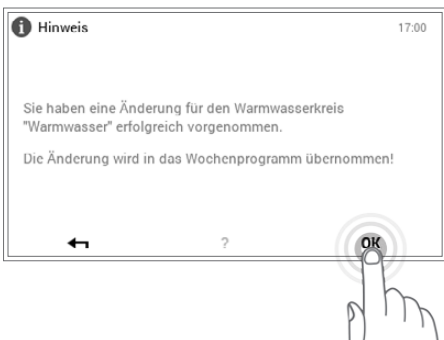 i Hinweis 17:00
Sie haben eine Änderung für den Warmwasserkreis
"Warmwasser" erfolgreich vorgenommen.
Die Änderung wird in das Wochenprogramm übernommen!
? OK